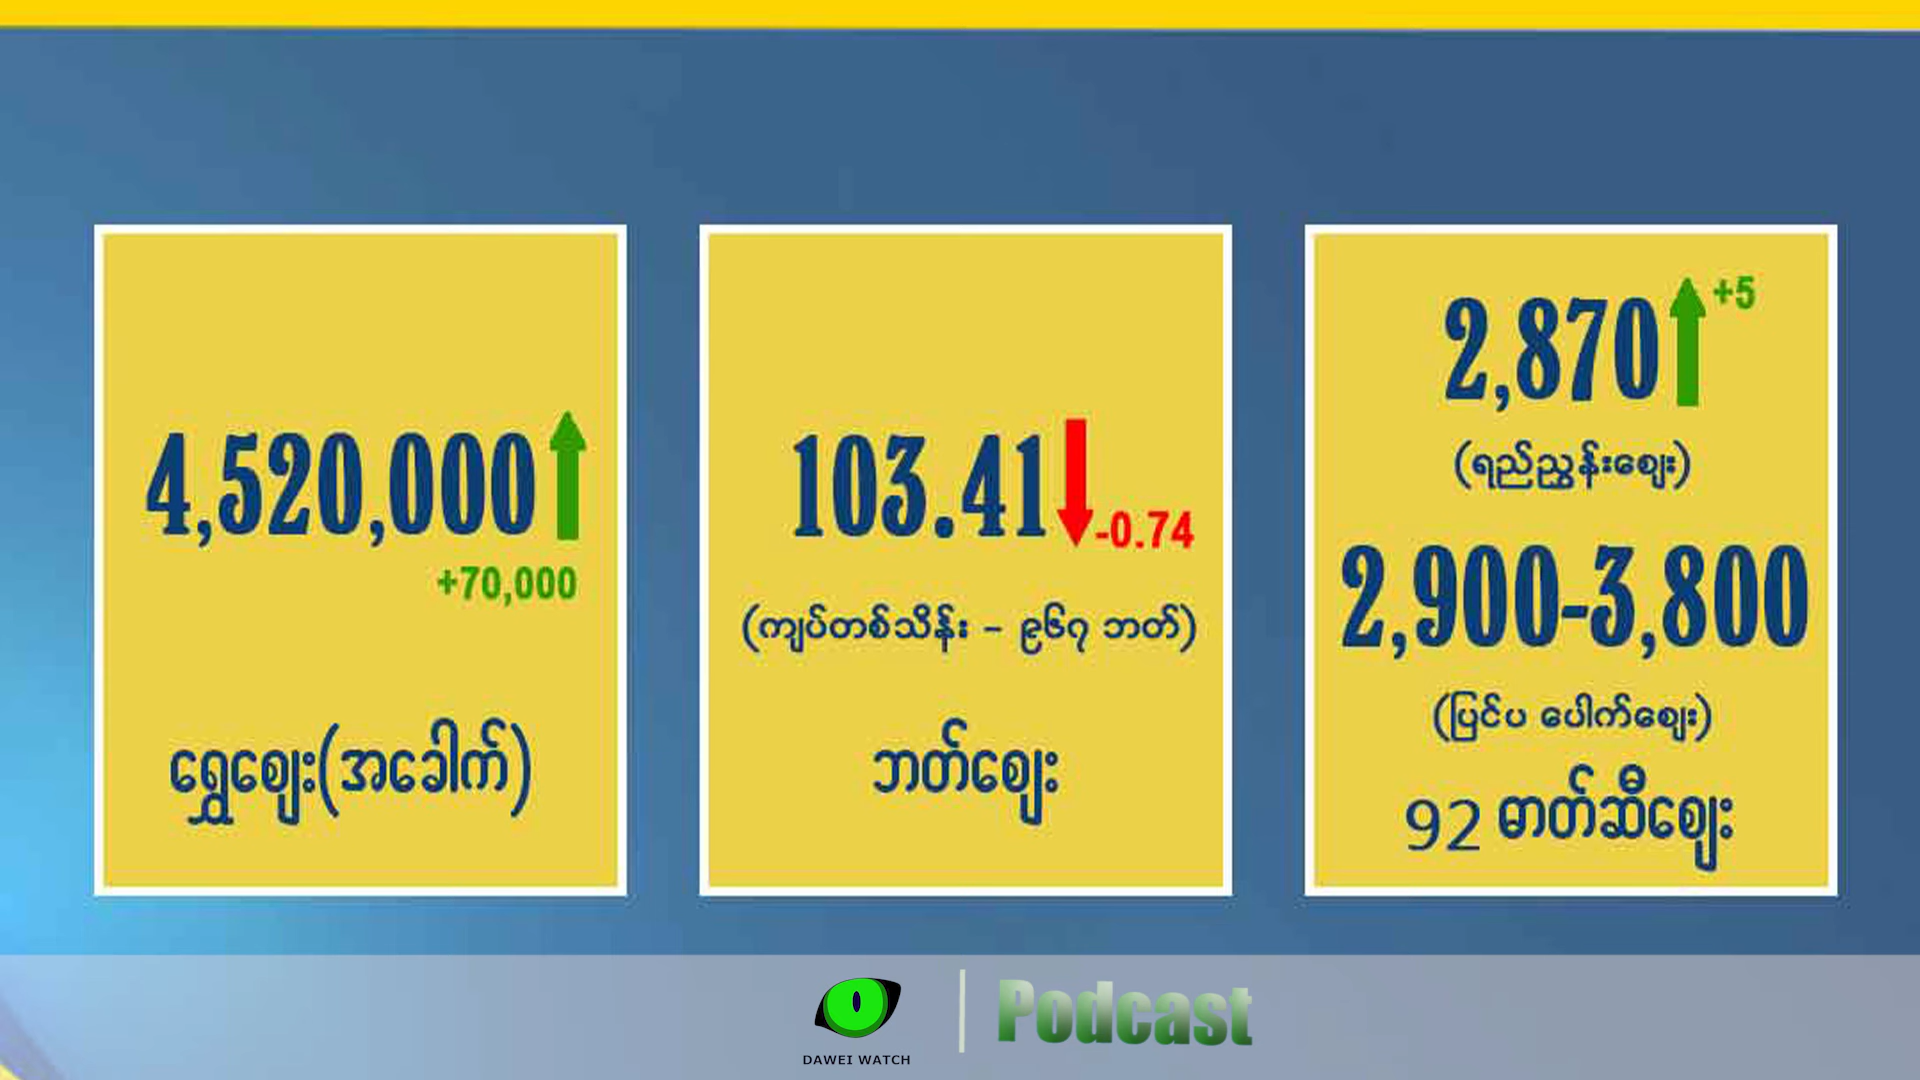 4,520,000
+70,000
ရွှေဈေး(အခေါက်)
103.41
-0.74
(ကျပ်တစ်သိန်း - ၉၆၇ ဘတ်)
ဘတ်ဈေး
2,870
+5
(ရည်ညွှန်းဈေး)
2,900-3,800
(ပြင်ပ ပေါက်ဈေး)
92 ဓာတ်ဆီဈေး
DAWEI WATCH
Podcast